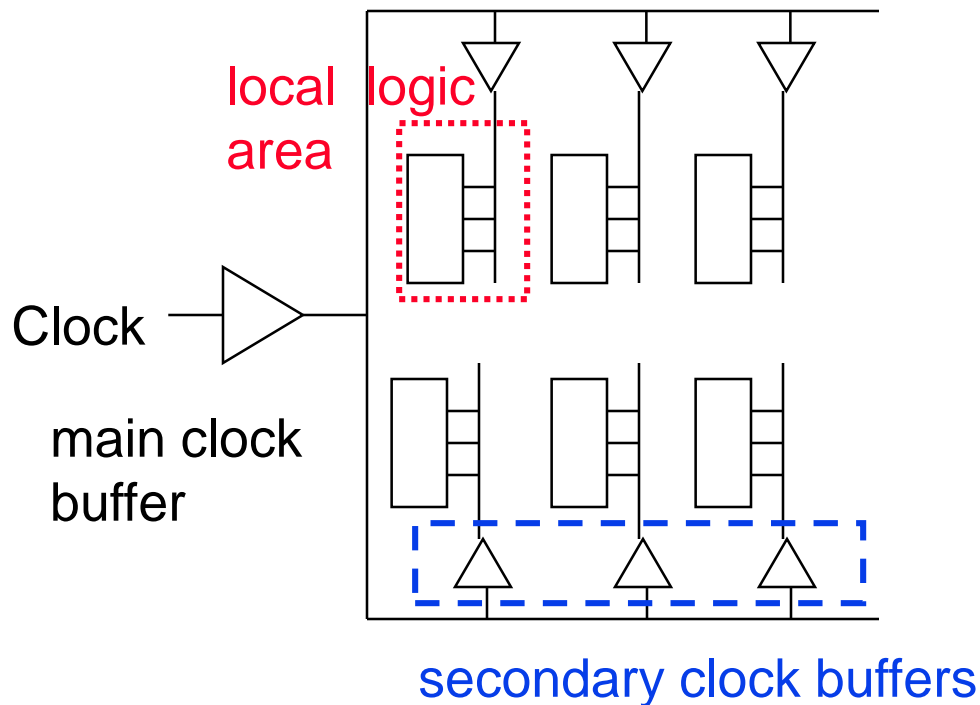 local logic
area
Clock
main clock
buffer
secondary clock buffers